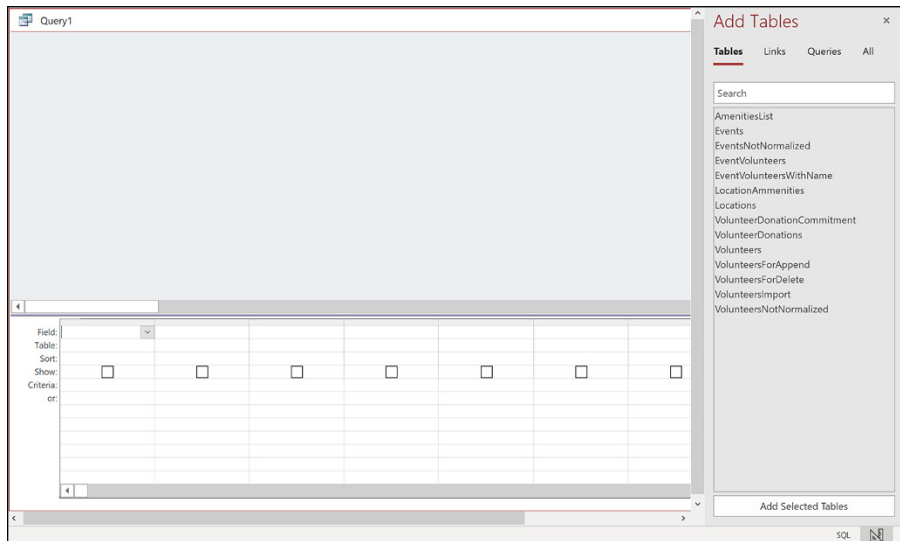 Query1
Field:
Table:
Sort:
Show:
Criteria:
or:
Add Tables
Tables Links Queries All
Search
AmenitiesList
Events
EventsNotNormalized
EventVolunteers
EventVolunteersWithName
LocationAmmenities
Locations
VolunteerDonationCommitment
VolunteerDonations
Volunteers
VolunteersForAppend
VolunteersForDelete
VolunteersImport
VolunteersNotNormalized
Add Selected Tables
SQL